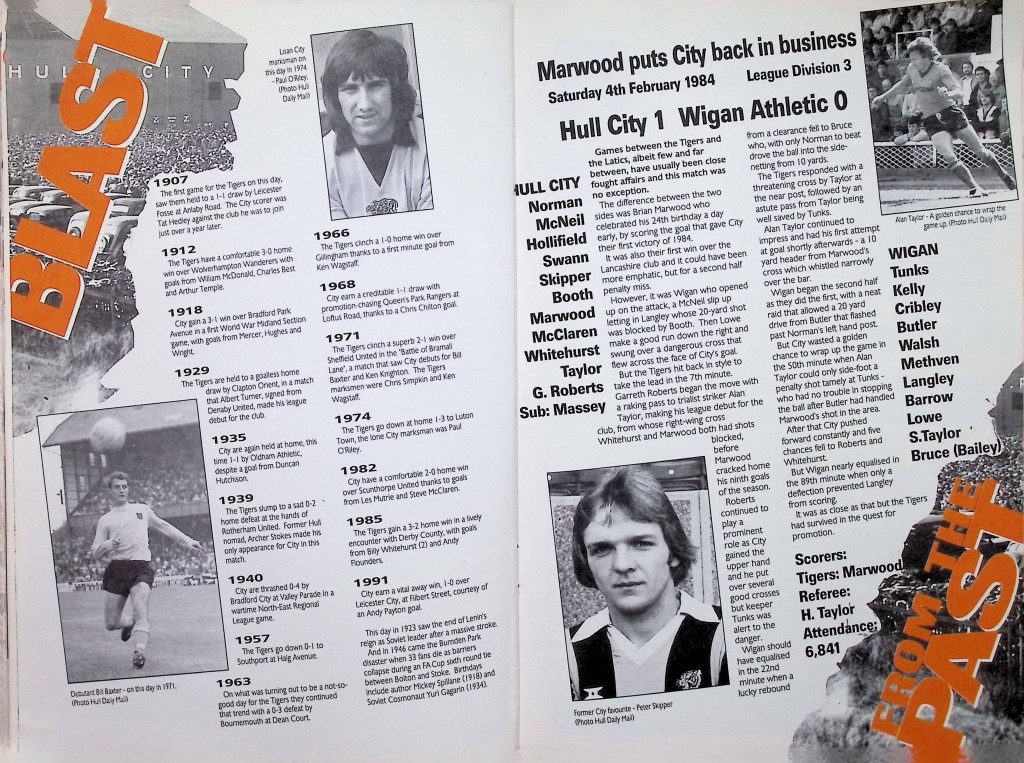 HULL CITY
BLAST
Loan City
marksman on
this day in 1974
- Paul O'Riley.
(Photo Hull
Daily Mail)
1907
The first game for the Tigers on this day,
saw them held to a 1-1 draw by Leicester
Fosse at Anlaby Road. The City scorer was
Tat Hedley against the club he was to join
just over a year later.
1912
The Tigers have a comfortable 3-0 home
win over Wolverhampton Wanderers with
goals from William McDonald, Charles Best
and Arthur Temple.
1918
City gain a 3-1 win over Bradford Park
Avenue in a first World War Midland Section
game, with goals from Mercer, Hughes and
Wright.
1929
The Tigers are held to a goalless home
draw by Clapton Orient, in a match
that Albert Turner, signed from
Denaby United, made his league
debut for the club.
1935
City are again held at home, this
time 1-1 by Oldham Athletic,
despite a goal from Duncan
Hutchison.
1939
The Tigers slump to a sad 0-2
home defeat at the hands of
Rotherham United. Former Hull
nomad, Archer Stokes made his
only appearance for City in this
match.
1940
City are thrashed 0-4 by
Bradford City at Valley Parade in a
wartime North-East Regional
League game.
1957
The Tigers go down 0-1 to
Southport at Haig Avenue.
1963
On what was turning out to be a not-so-
good day for the Tigers they continued
that trend with a 0-3 defeat by
Bournemouth at Dean Court.
Debutant Bill Baxter - on this day in 1971.
(Photo Hull Daily Mail)
1966
The Tigers clinch a 1-0 home win over
Gillingham thanks to a first minute goal from
Ken Wagstaff.
1968
City earn a creditable 1-1 draw with
promotion-chasing Queen's Park Rangers at
Loftus Road, thanks to a Chris Chilton goal.
1971
The Tigers clinch a superb 2-1 win over
Sheffield United in the 'Battle of Bramall
Lane', a match that saw City debuts for Bill
Baxter and Ken Knighton. The Tigers
marksmen were Chris Simpkin and Ken
Wagstaff.
1974
The Tigers go down at home 1-3 to Luton
Town, the lone City marksman was Paul
O'Riley.
1982
City have a comfortable 2-0 home win
over Scunthorpe United thanks to goals
from Les Mutrie and Steve McClaren.
1985
The Tigers gain a 3-2 home win in a lively
encounter with Derby County, with goals
from Billy Whitehurst (2) and Andy
Flounders.
1991
City earn a vital away win, 1-0 over
Leicester City, at Filbert Street, courtesy of
an Andy Payton goal.
This day in 1923 saw the end of Lenin's
reign as Soviet leader after a massive stroke.
And in 1946 came the Burnden Park
disaster when 33 fans die as barriers
collapse during an FA Cup sixth round tie
between Bolton and Stoke. Birthdays
include author Mickey Spillane (1918) and
Soviet Cosmonaut Yuri Gagarin (1934).
Marwood puts City back in business
Saturday 4th February 1984 League Division 3
Hull City 1 Wigan Athletic 0
HULL CITY
Norman
McNeil
Hollifield
Swann
Skipper
Booth
Marwood
McClaren
Whitehurst
Taylor
G. Roberts
Sub: Massey
Games between the Tigers and
the Latics, albeit few and far
between, have usually been close
fought affairs and this match was
no exception.
The difference between the two
sides was Brian Marwood who
celebrated his 24th birthday a day
early, by scoring the goal that gave City
their first victory of 1984.
It was also their first win over the
Lancashire club and it could have been
more emphatic, but for a second half
penalty miss.
However, it was Wigan who opened
up on the attack, a McNeil slip up
letting in Langley whose 20-yard shot
was blocked by Booth. Then Lowe
make a good run down the right and
swung over a dangerous cross that
flew across the face of City's goal.
But the Tigers hit back in style to
take the lead in the 7th minute.
Garreth Roberts began the move with
a raking pass to trialist striker Alan
Taylor, making his league debut for the
club, from whose right-wing cross
Whitehurst and Marwood both had shots
blocked,
before
Marwood
cracked home
his ninth goals
of the season.
Roberts
continued to
play a
prominent
role as City
gained the
upper hand
and he put
over several
good crosses
but keeper
Tunks was
alert to the
danger.
Wigan should
have equalised
in the 22nd
minute when a
lucky rebound
Former City favourite - Peter Skipper
(Photo Hull Daily Mail)
from a clearance fell to Bruce
who, with only Norman to beat
drove the ball into the side-
netting from 10 yards.
The Tigers responded with a
threatening cross by Taylor at
the near post, followed by an
astute pass from Taylor being
well saved by Tunks.
Alan Taylor continued to
impress and had his first attempt
at goal shortly afterwards - a 10
yard header from Marwood's
cross which whistled narrowly
over the bar.
Wigan began the second half
as they did the first, with a neat
raid that allowed a 20 yard
drive from Butler that flashed
past Norman's left hand post.
But City wasted a golden
chance to wrap up the game in
the 50th minute when Alan
Taylor could only side-foot a
penalty shot tamely at Tunks -
who had no trouble in stopping
the ball after Butler had handled
Marwood's shot in the area.
After that City pushed
forward constantly and five
chances fell to Roberts and
Whitehurst.
But Wigan nearly equalised in
the 89th minute when only a
deflection prevented Langley
from scoring.
It was as close as that but the Tigers
had survived in the quest for
promotion.
Scorers:
Tigers: Marwood
Referee:
H. Taylor
Attendance:
6,841
Alan Taylor - A golden chance to wrap the
game up. (Photo Hull Daily Mail)
WIGAN
Tunks
Kelly
Cribley
Butler
Walsh
Methven
Langley
Barrow
Lowe
S.Taylor
Bruce (Bailey)
FROM THE
PAST